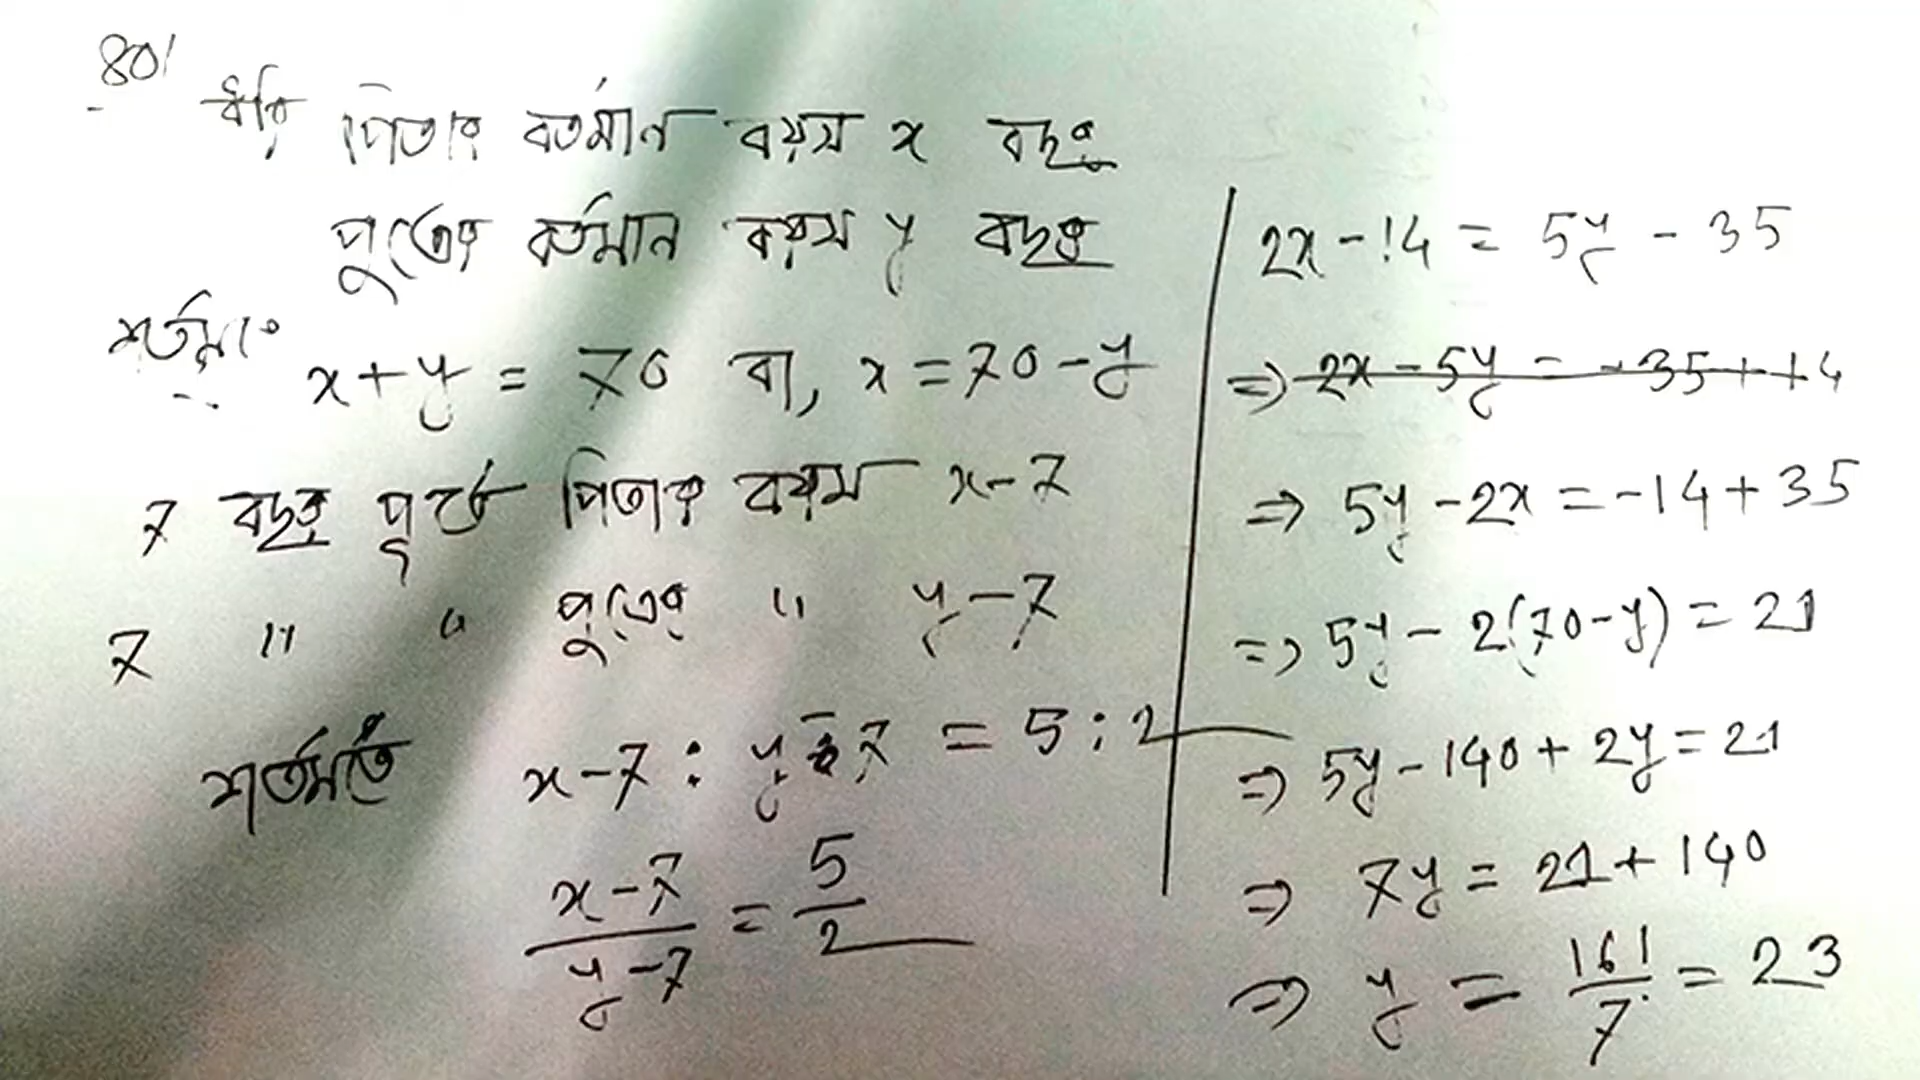 80/
ধরি পিতার বর্তমান বয়স x বছর
পুত্রের বর্তমান বয়স y বছর
শর্তমতে x + y = 70 বা, x = 70 - y
7 বছর পূর্বে পিতার বয়স x - 7
7 " " পুত্রের " y - 7
শর্তমতে x - 7 : y - 7 = 5 : 2
x - 7 / y - 7 = 5 / 2
2x - 14 = 5y - 35
=> 2x - 5y = - 35 + 14
=> 5y - 2x = - 14 + 35
=> 5y - 2(70 - y) = 21
=> 5y - 140 + 2y = 21
=> 7y = 21 + 140
=> y = 161 / 7 = 23